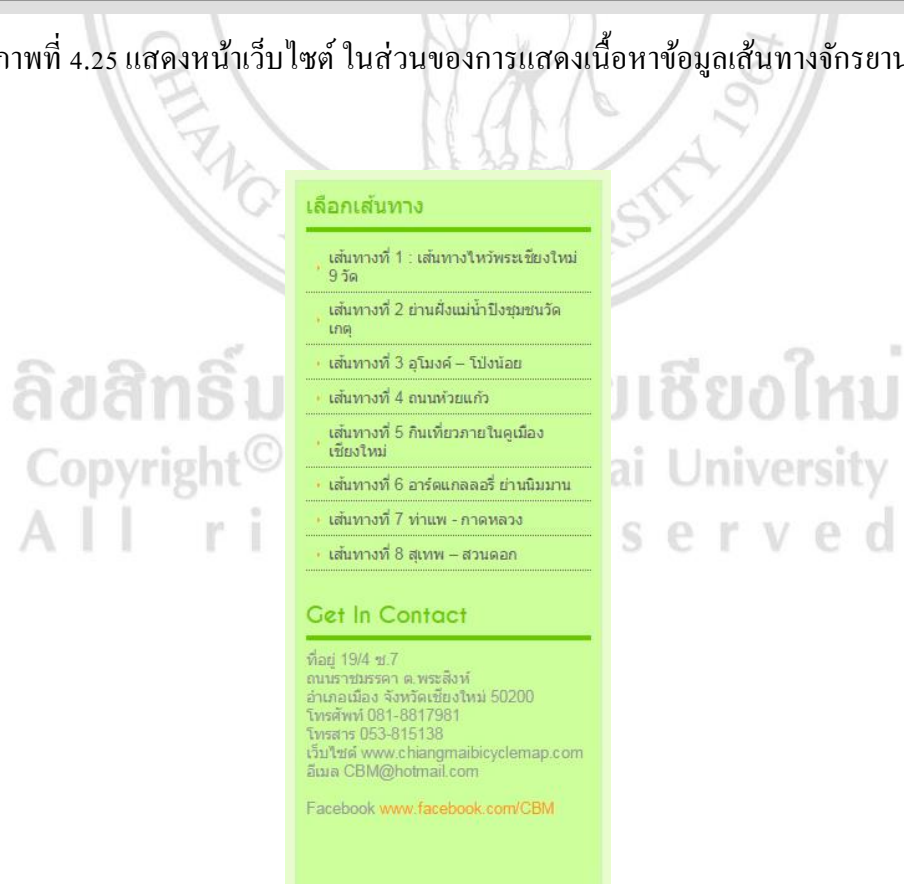 าพที่ 4.25 แสดงหน้าเว็บไซต์ ในส่วนของการแสดงเนื้อหาข้อมูลเส้นทางจักรยาน
เลือกเส้นทาง
เส้นทางที่ 1 : เส้นทางไหว้พระเชียงใหม่
9 วัด
เส้นทางที่ 2 ย่านฝั่งแม่น้ำปิงชุมชนวัด
เกตุ
เส้นทางที่ 3 อุโมงค์ – โป่งน้อย
เส้นทางที่ 4 ถนนห้วยแก้ว
เส้นทางที่ 5 กินเที่ยวภายในคูเมือง
เชียงใหม่
เส้นทางที่ 6 อาร์ตแกลลอรี่ ย่านนิมมาน
เส้นทางที่ 7 ท่าแพ - กาดหลวง
เส้นทางที่ 8 สุเทพ – สวนดอก
Get In Contact
ที่อยู่ 19/4 ซ.7
ถนนราชมรรคา ต.พระสิงห์
อำเภอเมือง จังหวัดเชียงใหม่ 50200
โทรศัพท์ 081-8817981
โทรสาร 053-815138
เว็บไซต์ www.chiangmaibicyclemap.com
อีเมล CBM@hotmail.com
Facebook www.facebook.com/CBM
CHIANG
SITY 196
ลิขสิทธิ์ม
ยเชียงใหม่
Copyright©
ai University
All ri
served